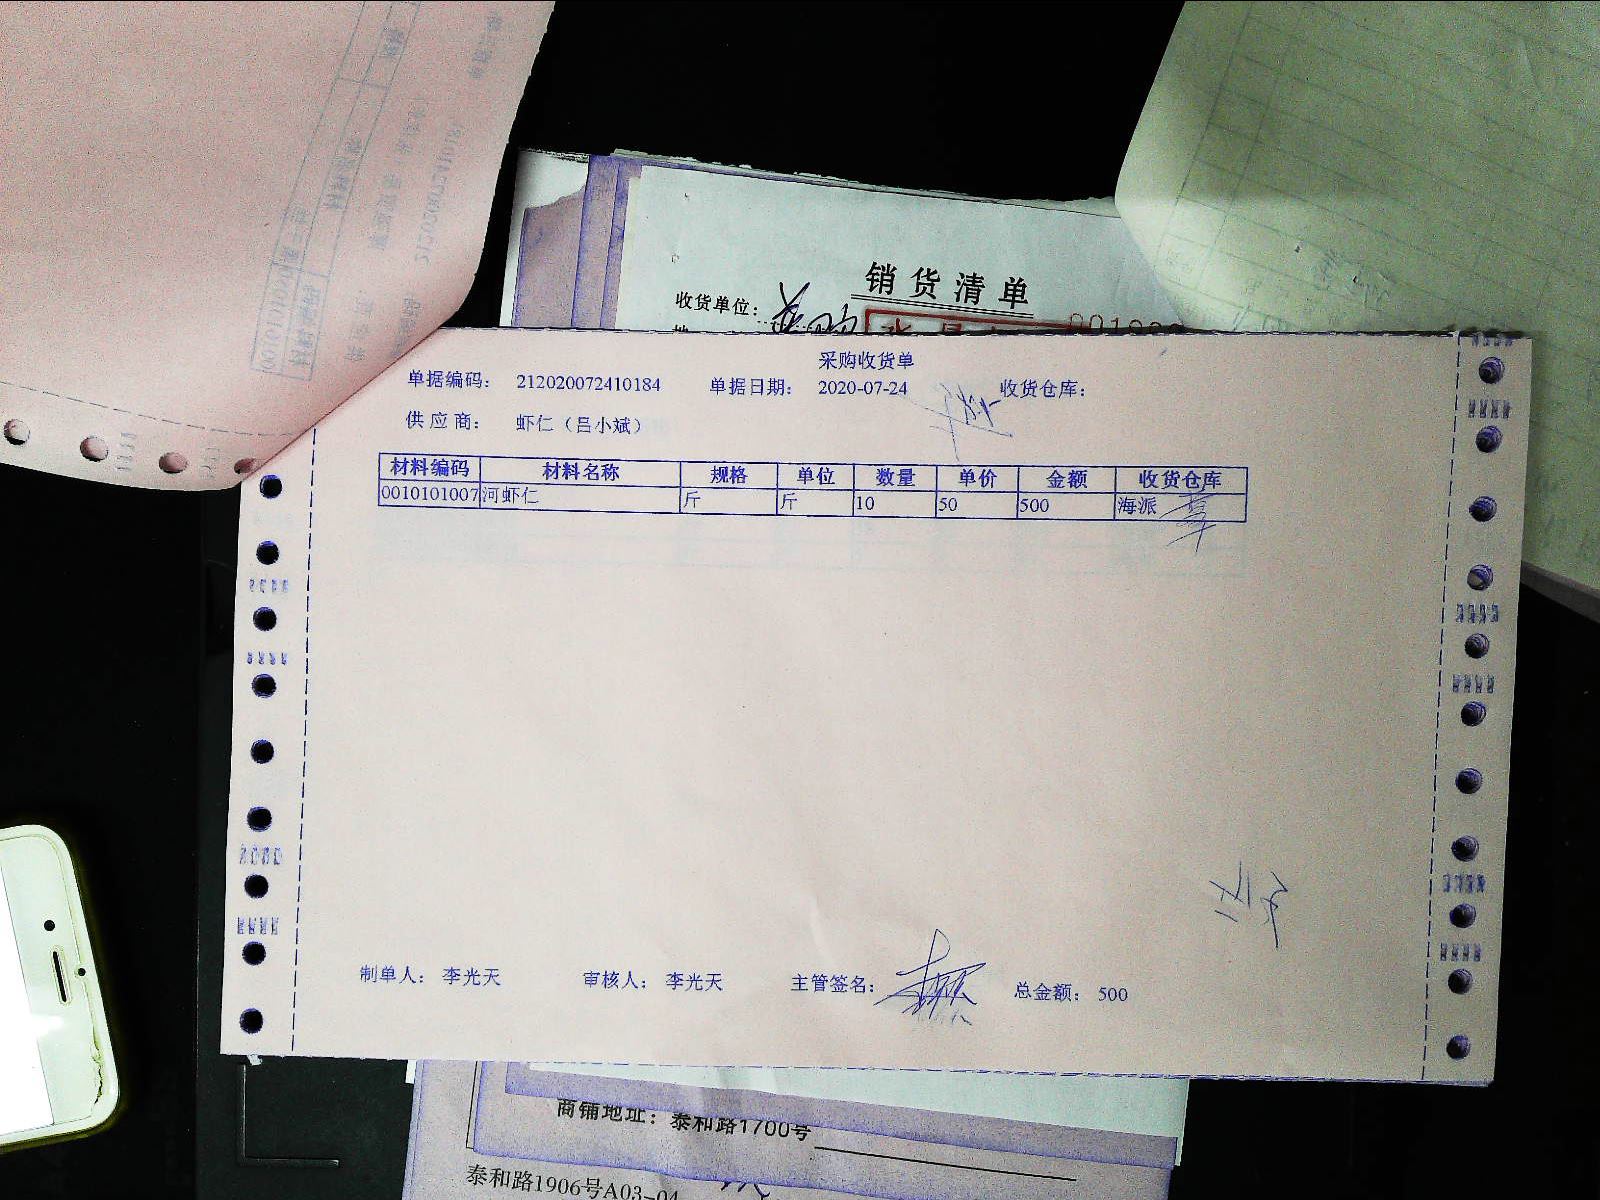 销货清单
收货单位：
采购收货单
单据编码： 212020072410184 单据日期： 2020-07-24 收货仓库：
供应商： 虾仁（吕小斌）
材料编码 材料名称 规格 单位 数量 单价 金额 收货仓库
0010101007 河虾仁 斤 斤 10 50 500 海派
制单人： 李光天 审核人： 李光天 主管签名： 总金额： 500
商铺地址：泰和路1700号
泰和路1906号A03-04